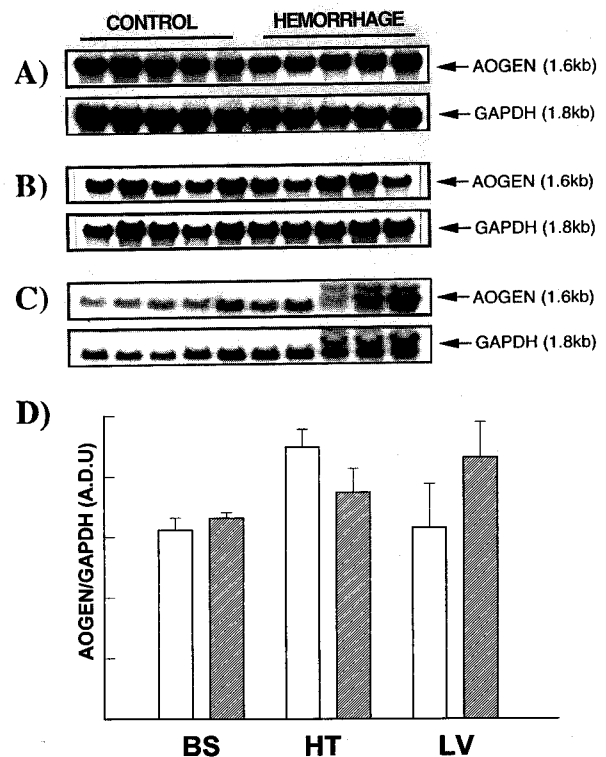 CONTROL HEMORRHAGE
A) AOGEN (1.6kb)
GAPDH (1.8kb)
B) AOGEN (1.6kb)
GAPDH (1.8kb)
C) AOGEN (1.6kb)
GAPDH (1.8kb)
D)
AOGEN/GAPDH (A.D.U)
BS HT LV